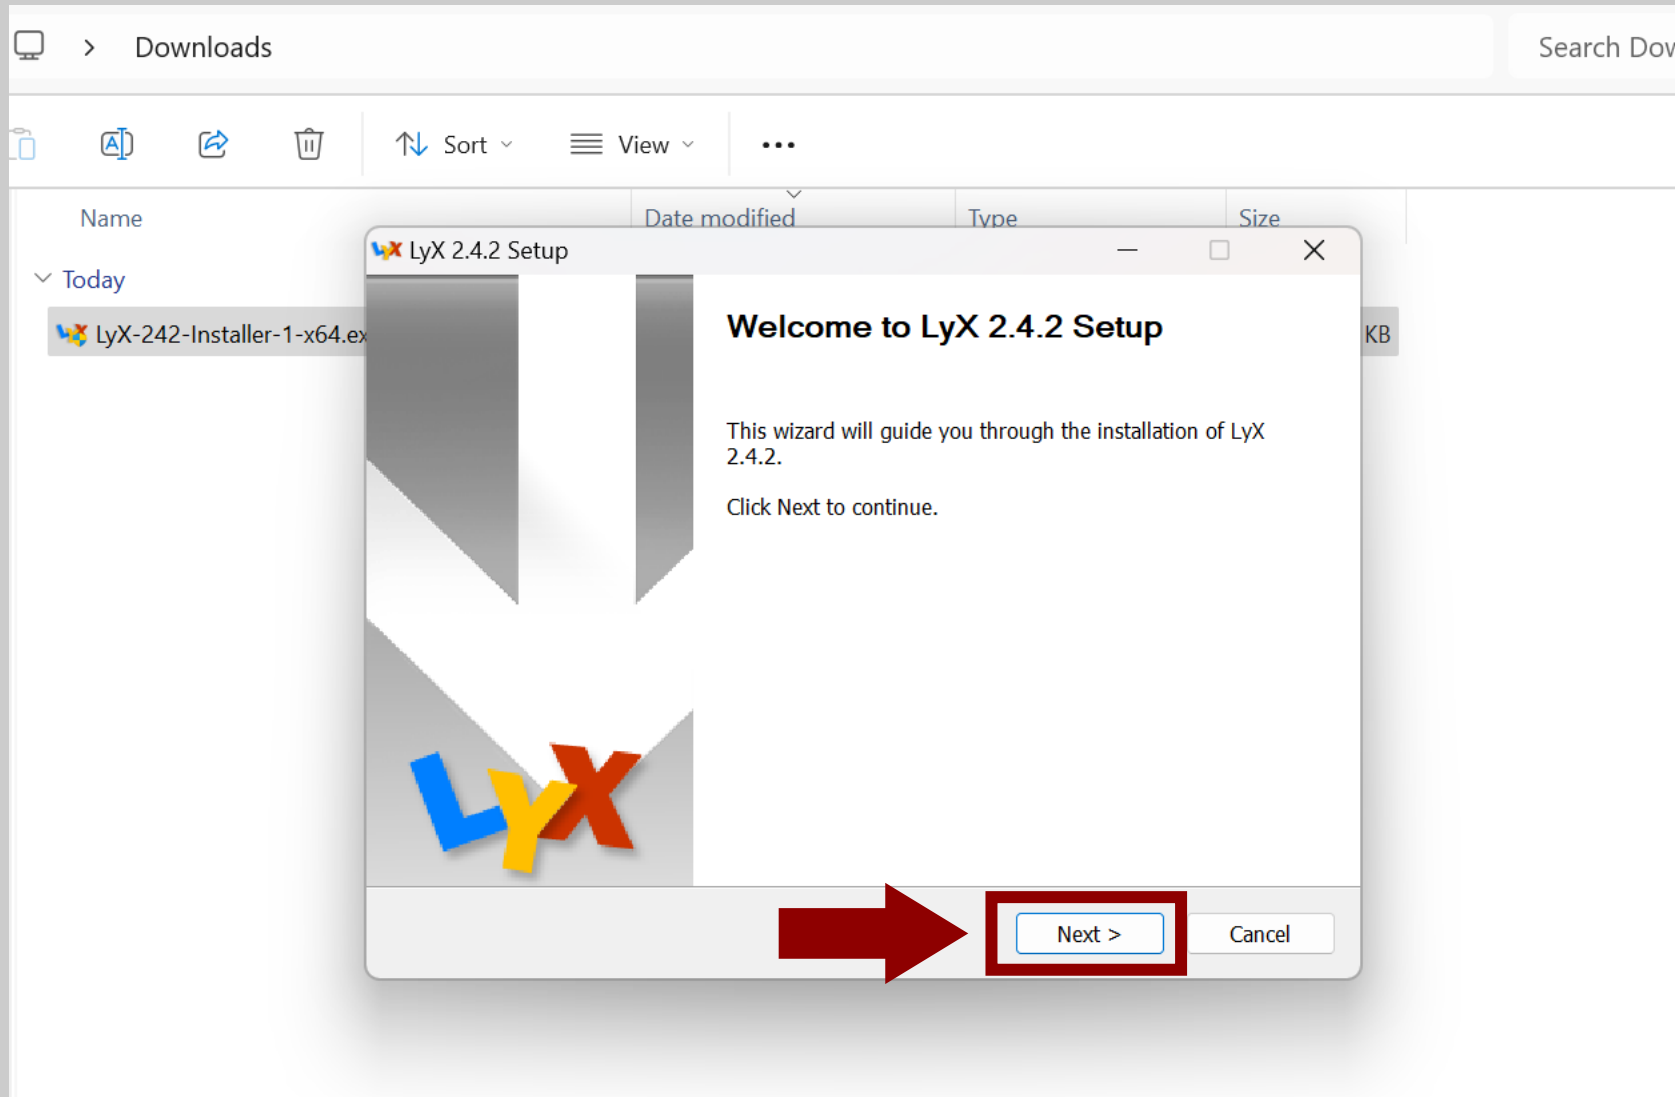 Downloads
Search Dow
Sort
View
Name
Date modified
Type
Size
LyX 2.4.2 Setup
Today
LyX-242-Installer-1-x64.ex
KB
Welcome to LyX 2.4.2 Setup
This wizard will guide you through the installation of LyX
2.4.2.
Click Next to continue.
LyX
Next >
Cancel